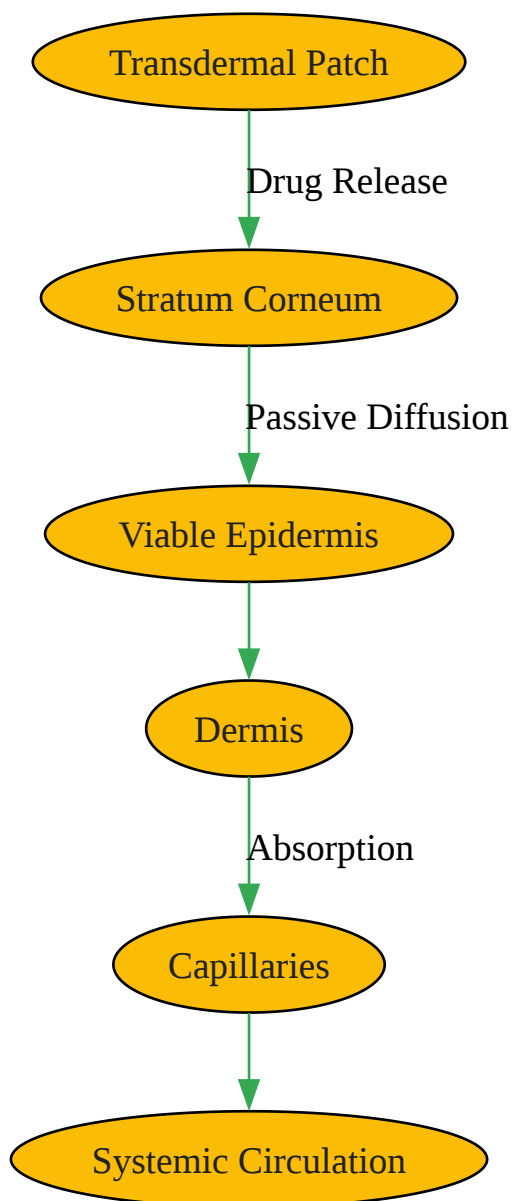 Transdermal Patch
Drug Release
Stratum Corneum
Passive Diffusion
Viable Epidermis
Dermis
Absorption
Capillaries
Systemic Circulation